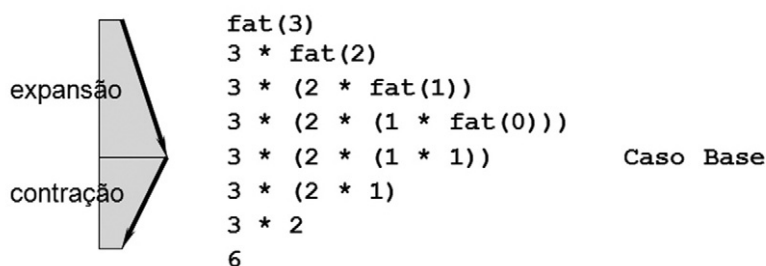 fat(3)
3 * fat(2)
expansão
3 * (2 * fat(1))
3 * (2 * (1 * fat(0)))
3 * (2 * (1 * 1)) Caso Base
contração
3 * (2 * 1)
3 * 2
6